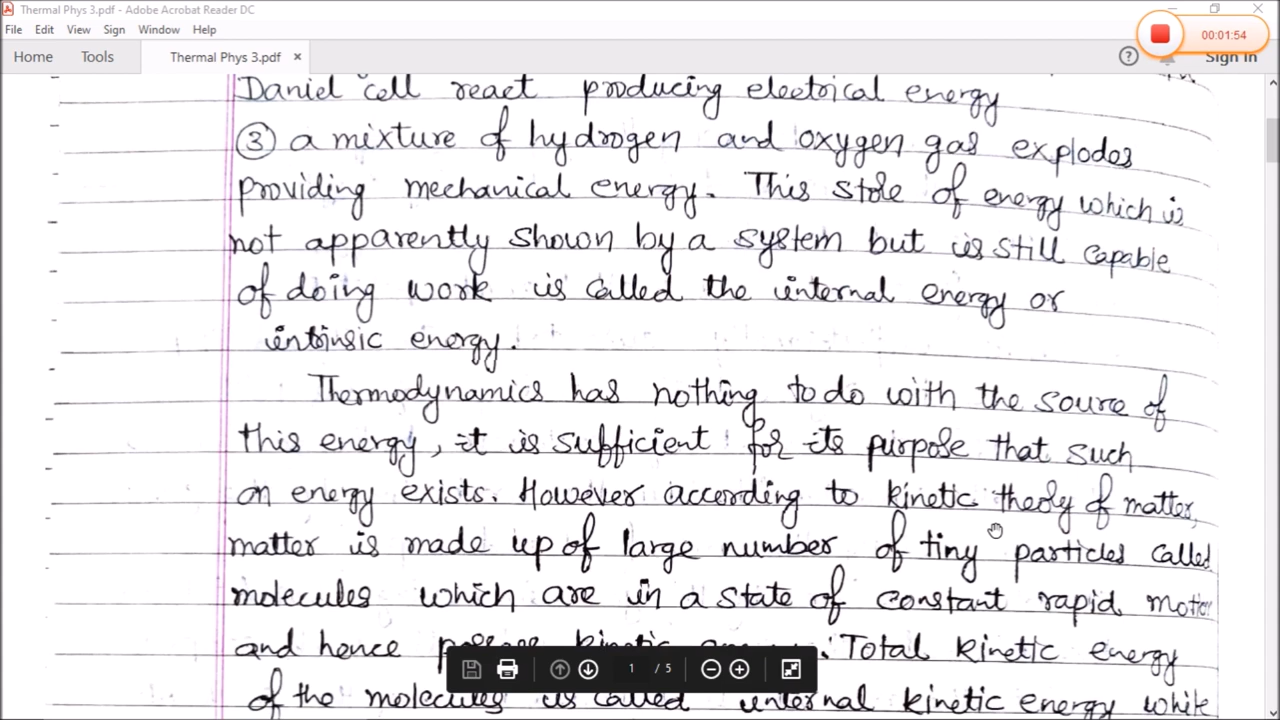 Thermal Phys 3.pdf - Adobe Acrobat Reader DC
File Edit View Sign Window Help
00:01:54
Home Tools Thermal Phys 3.pdf × Sign In
Daniel cell react producing electrical energy
③ a mixture of hydrogen and oxygen gas explodes
providing mechanical energy. This store of energy which is
not apparently shown by a system but is still capable
of doing work is called the internal energy or
intrinsic energy.
Thermodynamics has nothing to do with the source of
this energy, it is sufficient for its purpose that such
an energy exists. However according to kinetic theory of matter,
matter is made up of large number of tiny particles called
molecules which are in a state of constant rapid motion
and hence kinetic Total kinetic energy
1 / 5
of the molecules is called internal kinetic energy while